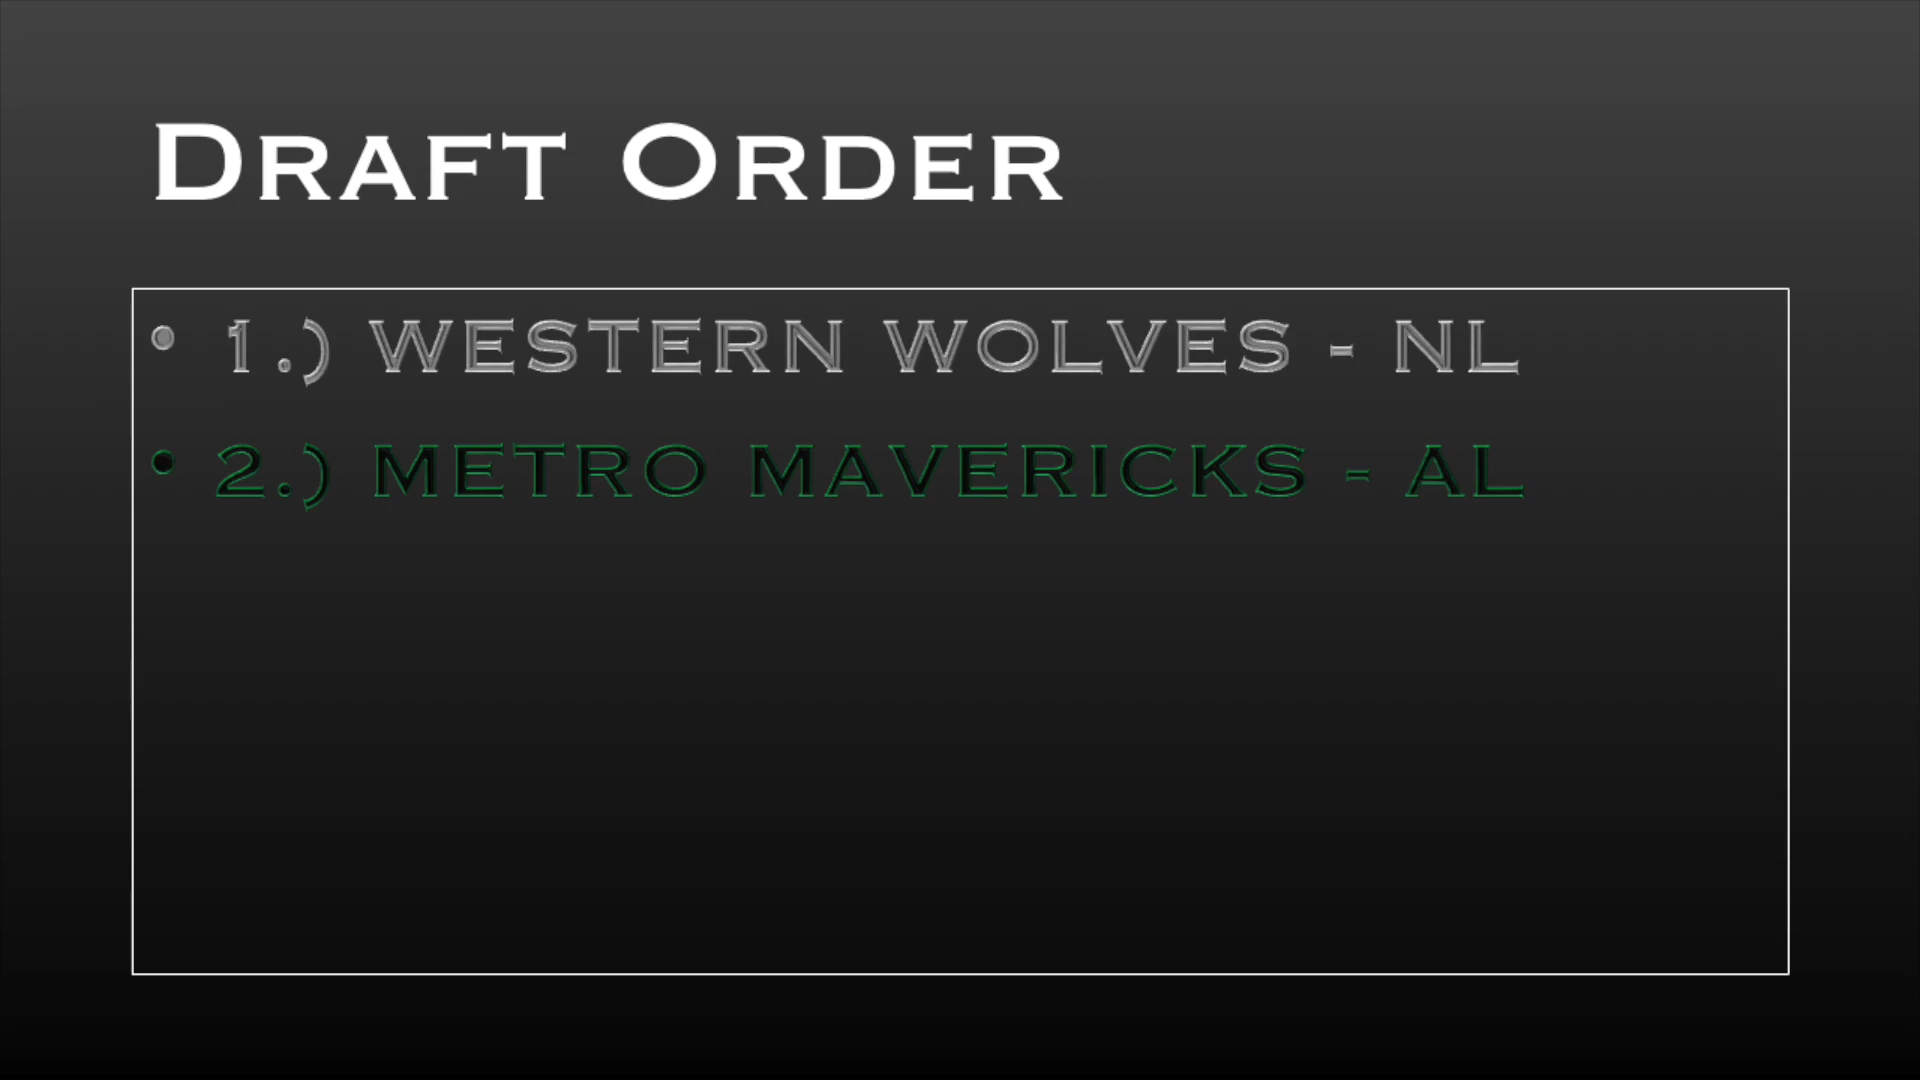 Draft Order
• 1.) WESTERN WOLVES - NL
• 2.) METRO MAVERICKS - AL